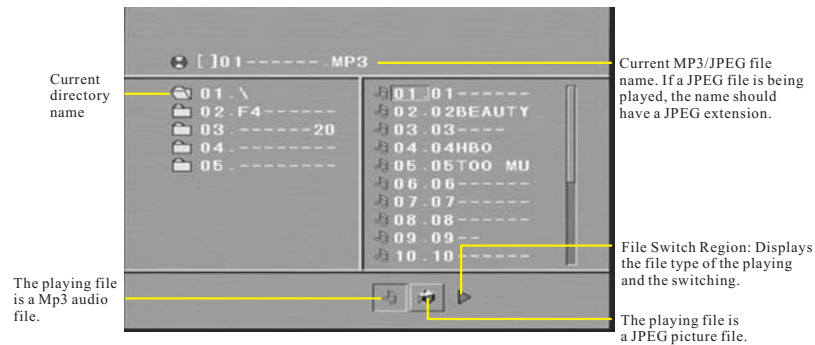 [ ]01------.MP3
Current
directory
name
01.\
02.F4------
03.------20
04.-------
05.-------
01.01------
02.02BEAUTY
03.03----
04.04HBO
05.05TOO MU
06.06------
07.07------
08.08------
09.09--
10.10------
Current MP3/JPEG file
name. If a JPEG file is being
played, the name should
have a JPEG extension.
File Switch Region: Displays
the file type of the playing
and the switching.
The playing file
is a Mp3 audio
file.
The playing file is
a JPEG picture file.